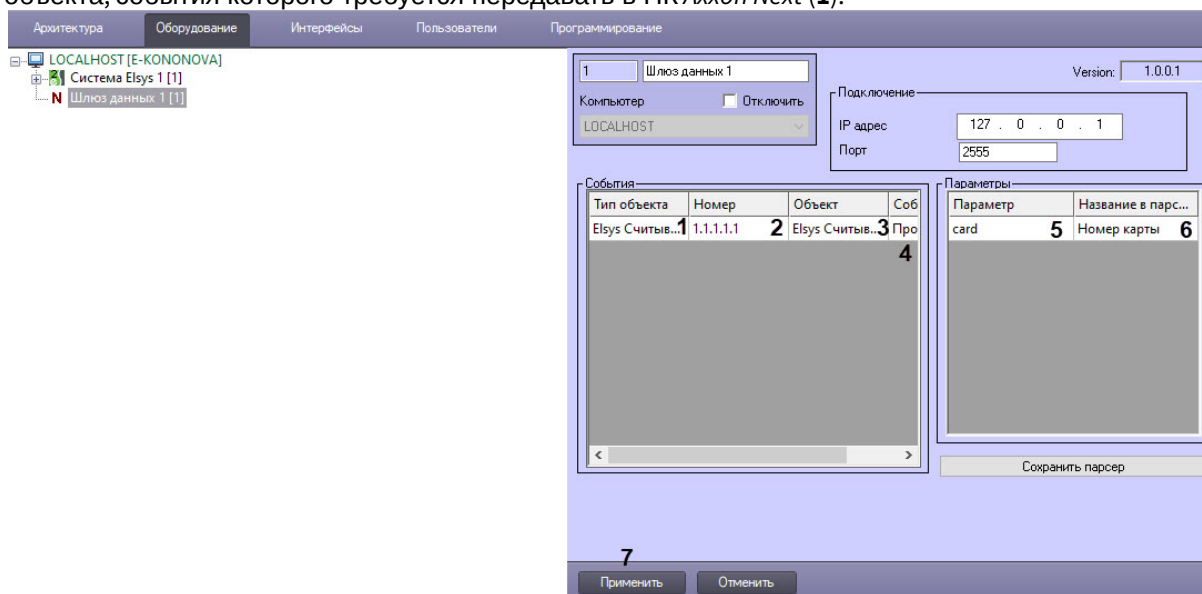 объекта, события которого требуется передавать в ПК Axxon Next (1).
Архитектура Оборудование Интерфейсы Пользователи Программирование
LOCALHOST [E-KONONOVA]
Система Elsys 1 [1]
N Шлюз данных 1 [1]
1 Шлюз данных 1 Version: 1.0.0.1
Компьютер Отключить
LOCALHOST
Подключение
IP адрес 127 . 0 . 0 . 1
Порт 2555
События
Тип объекта Номер Объект Соб
Elsys Считыв..1 1.1.1.1.1 2 Elsys Считыв..3 Про
4
Параметры
Параметр Название в парс...
card 5 Номер карты 6
Сохранить парсер
7
Применить Отменить